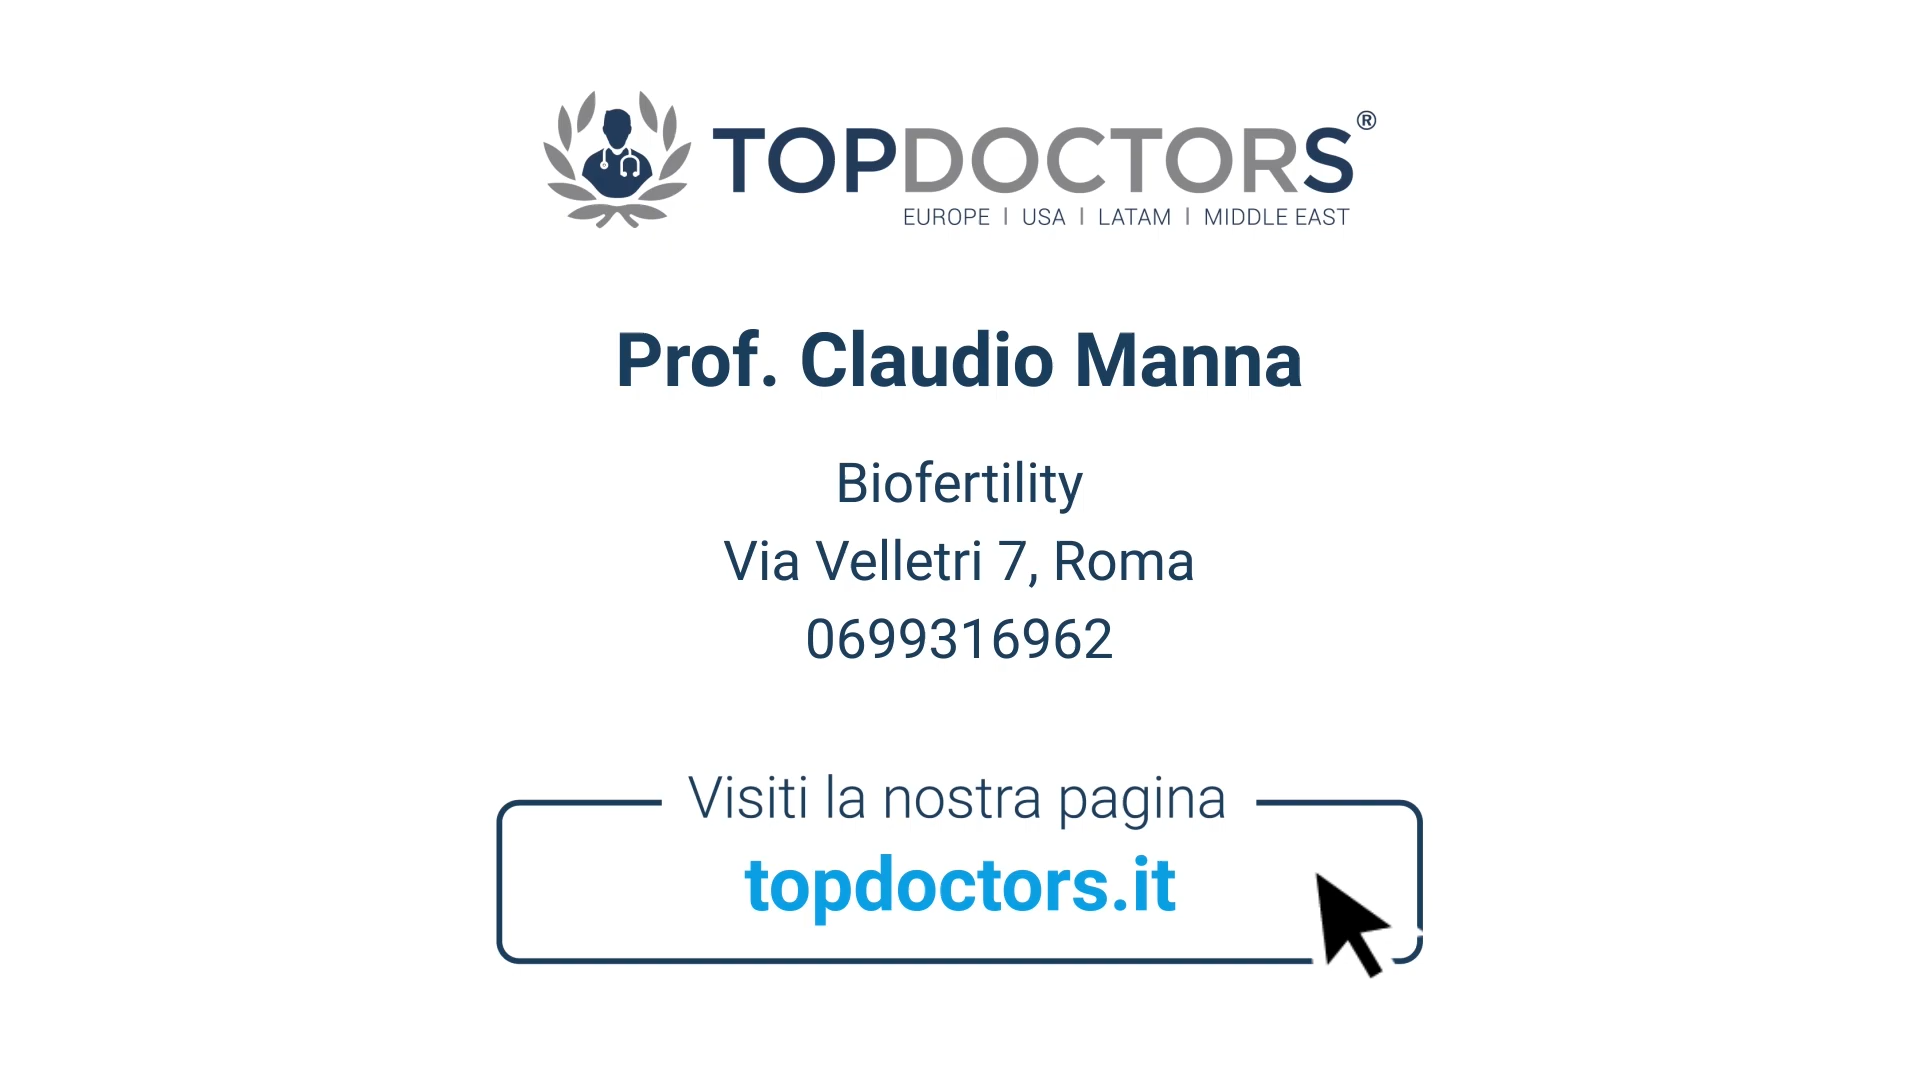 TOPDOCTORS®
EUROPE | USA | LATAM | MIDDLE EAST
Prof. Claudio Manna
Biofertility
Via Velletri 7, Roma
0699316962
Visiti la nostra pagina
topdoctors.it